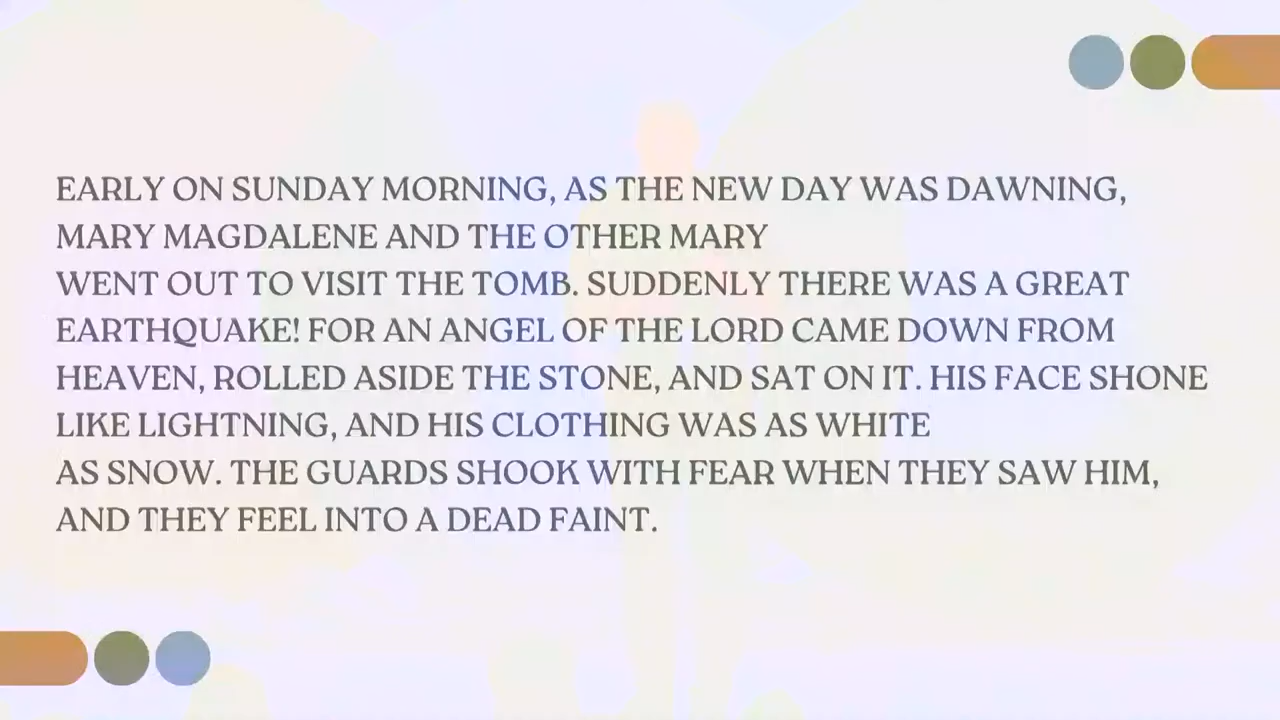 EARLY ON SUNDAY MORNING, AS THE NEW DAY WAS DAWNING,
MARY MAGDALENE AND THE OTHER MARY
WENT OUT TO VISIT THE TOMB. SUDDENLY THERE WAS A GREAT
EARTHQUAKE! FOR AN ANGEL OF THE LORD CAME DOWN FROM
HEAVEN, ROLLED ASIDE THE STONE, AND SAT ON IT. HIS FACE SHONE
LIKE LIGHTNING, AND HIS CLOTHING WAS AS WHITE
AS SNOW. THE GUARDS SHOOK WITH FEAR WHEN THEY SAW HIM,
AND THEY FEEL INTO A DEAD FAINT.